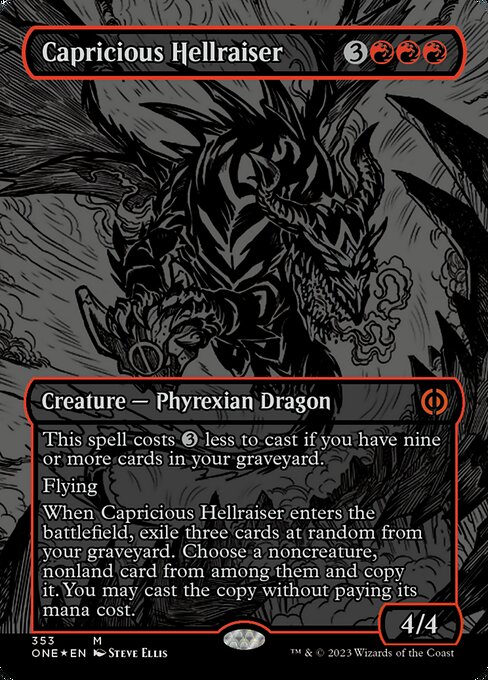 Capricious Hellraiser 3
Creature — Phyrexian Dragon
This spell costs 3 less to cast if you have nine
or more cards in your graveyard.
Flying
When Capricious Hellraiser enters the
battlefield, exile three cards at random from
your graveyard. Choose a noncreature,
nonland card from among them and copy
it. You may cast the copy without paying its
mana cost.
4/4
353 M
ONE★EN Steve Ellis
™ & © 2023 Wizards of the Coast